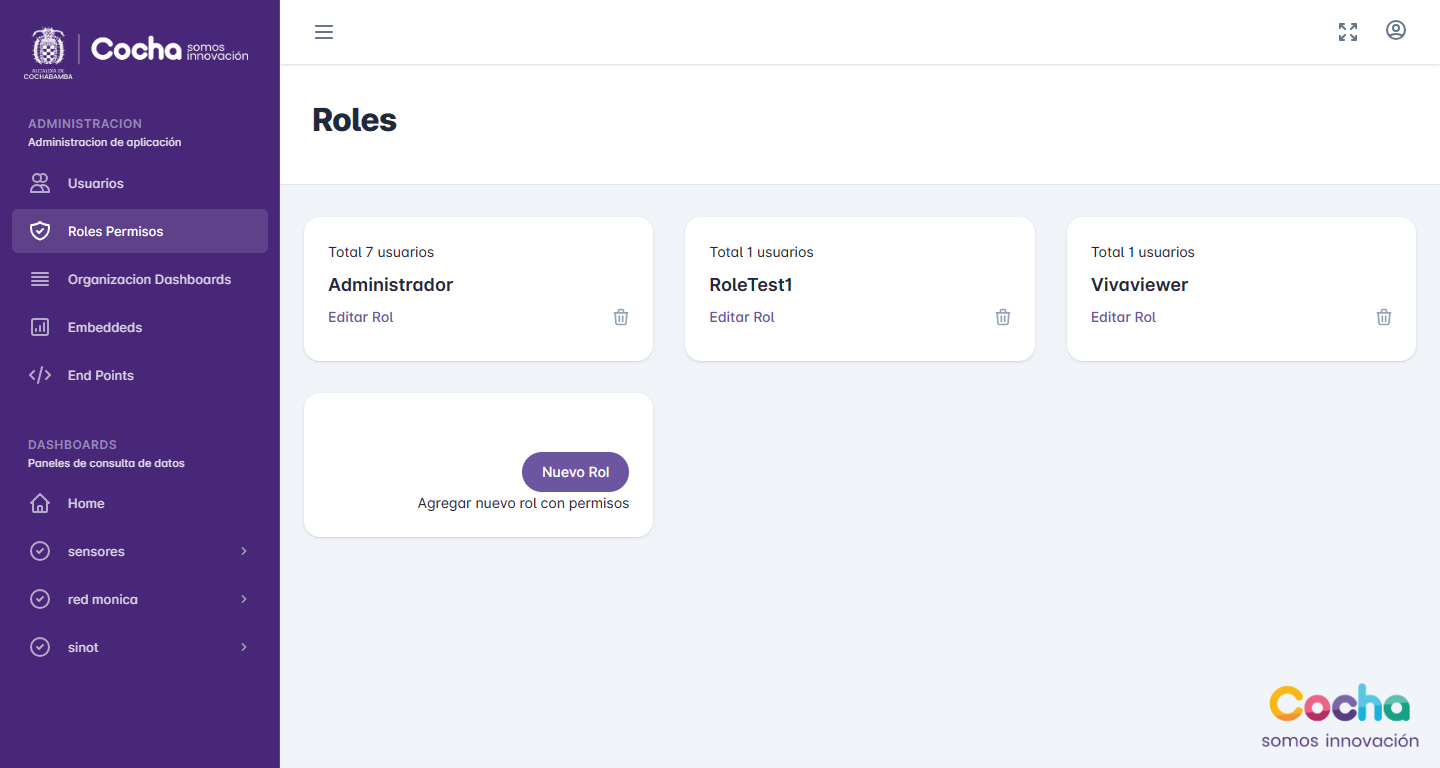 ALCALDÍA DE
COCHABAMBA
Cocha somos innovación
ADMINISTRACION
Administracion de aplicación
Usuarios
Roles Permisos
Organizacion Dashboards
Embeddeds
End Points
DASHBOARDS
Paneles de consulta de datos
Home
sensores
red monica
sinot
Roles
Total 7 usuarios
Administrador
Editar Rol
Total 1 usuarios
RoleTest1
Editar Rol
Total 1 usuarios
Vivaviewer
Editar Rol
Nuevo Rol
Agregar nuevo rol con permisos
Cocha
somos innovación